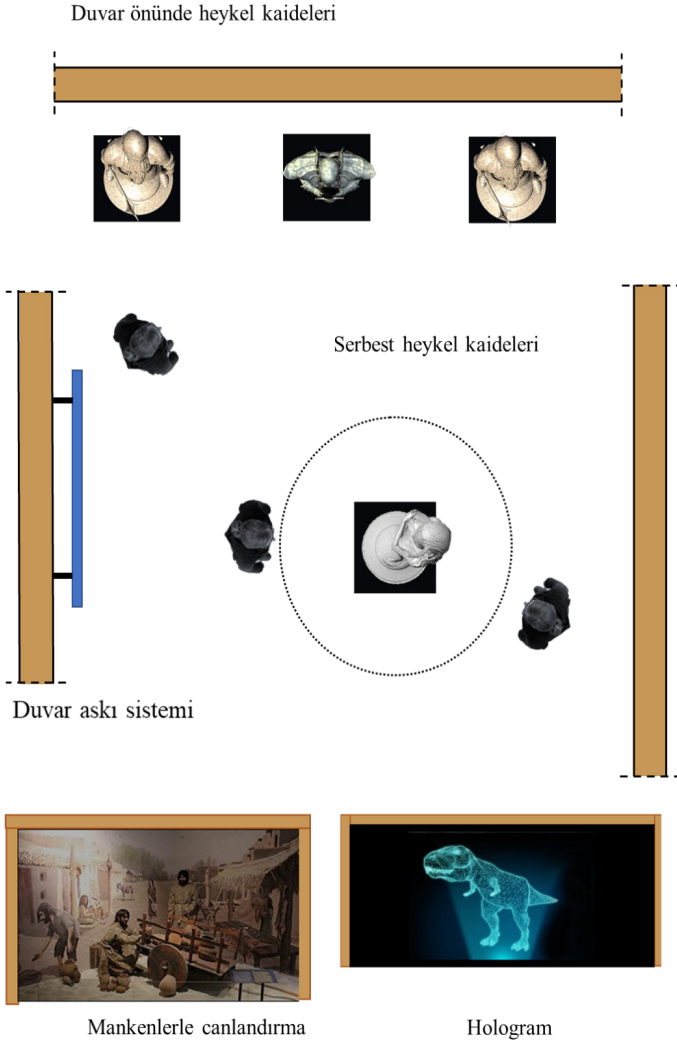 Duvar önünde heykel kaideleri
Serbest heykel kaideleri
Duvar askı sistemi
Mankenlerle canlandırma
Hologram